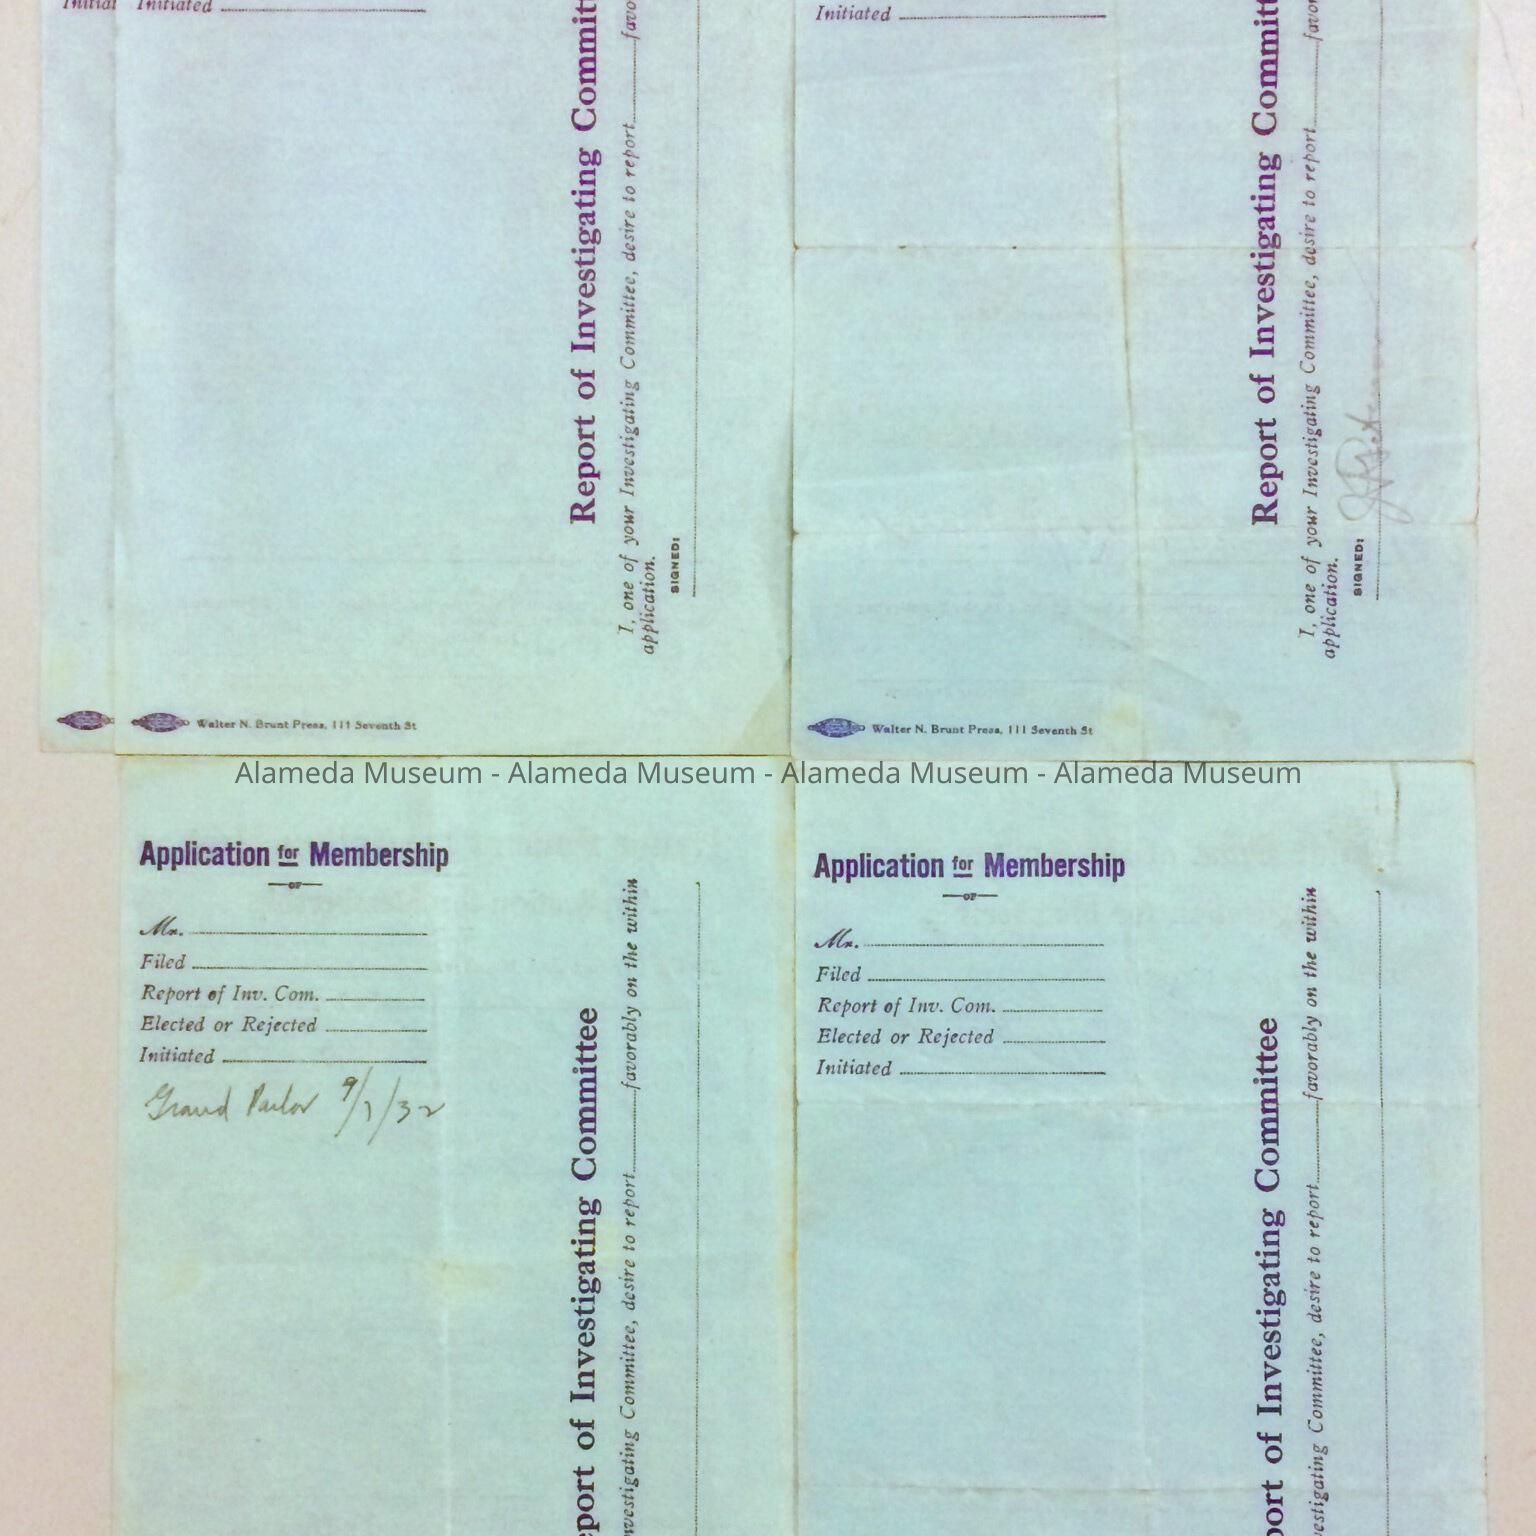 Initial
Initiated
Report of Investigating Committ
I, one of your Investigating Committee, desire to report favo
application.
SIGNED:
Walter N. Brunt Press, 111 Seventh St
Initiated
Report of Investigating Committ
I, one of your Investigating Committee, desire to report favor
application.
SIGNED:
Walter N. Brunt Press, 111 Seventh St
Alameda Museum - Alameda Museum - Alameda Museum - Alameda Museum
Application for Membership
OF
Mr.
Filed
Report of Inv. Com.
Elected or Rejected
Initiated
Grand Parlor 9/7/32
eport of Investigating Committee
nvestigating Committee, desire to report favorably on the within
Application for Membership
OF
Mr.
Filed
Report of Inv. Com.
Elected or Rejected
Initiated
port of Investigating Committee
vestigating Committee, desire to report favorably on the within